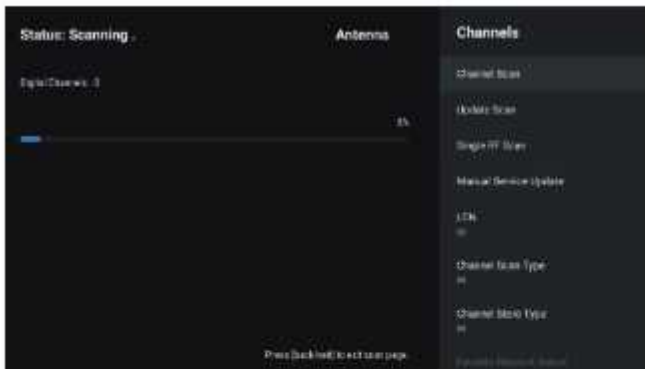 Status: Scanning .
Antenna
Digital Channels:
Press [back/exit] to exit scan page.
Channels
Channel Scan
Update Scan
Single RF Scan
Manual Service Update
LCN
Channel Scan Type
Channel Store Type